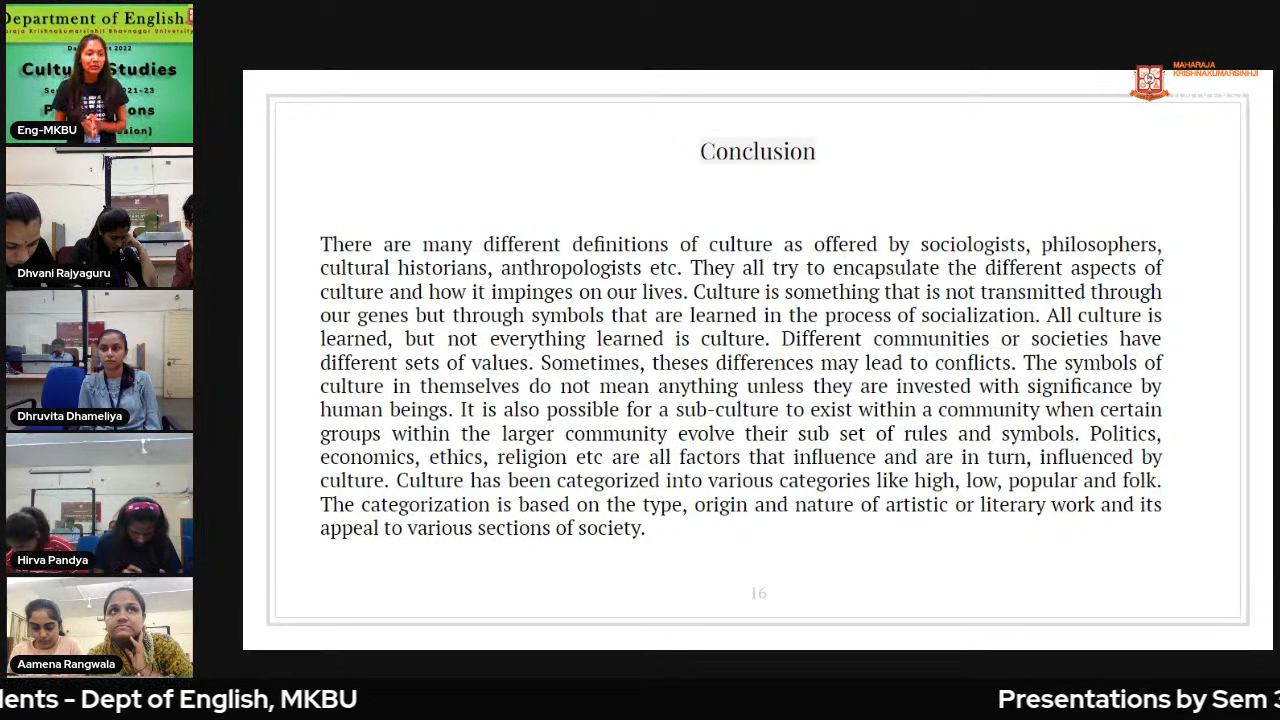 Department of English
Maharaja Krishnakumarsinhji Bhavnagar University
2022
Studies
2021-23
Eng-MKBU
Dhvani Rajyaguru
Dhruvita Dhameliya
Hirva Pandya
Aamena Rangwala
MAHARAJA
KRISHNAKUMARSINHJI
Conclusion
There are many different definitions of culture as offered by sociologists, philosophers,
cultural historians, anthropologists etc. They all try to encapsulate the different aspects of
culture and how it impinges on our lives. Culture is something that is not transmitted through
our genes but through symbols that are learned in the process of socialization. All culture is
learned, but not everything learned is culture. Different communities or societies have
different sets of values. Sometimes, theses differences may lead to conflicts. The symbols of
culture in themselves do not mean anything unless they are invested with significance by
human beings. It is also possible for a sub-culture to exist within a community when certain
groups within the larger community evolve their sub set of rules and symbols. Politics,
economics, ethics, religion etc are all factors that influence and are in turn, influenced by
culture. Culture has been categorized into various categories like high, low, popular and folk.
The categorization is based on the type, origin and nature of artistic or literary work and its
appeal to various sections of society.
16
dents - Dept of English, MKBU
Presentations by Sem 3